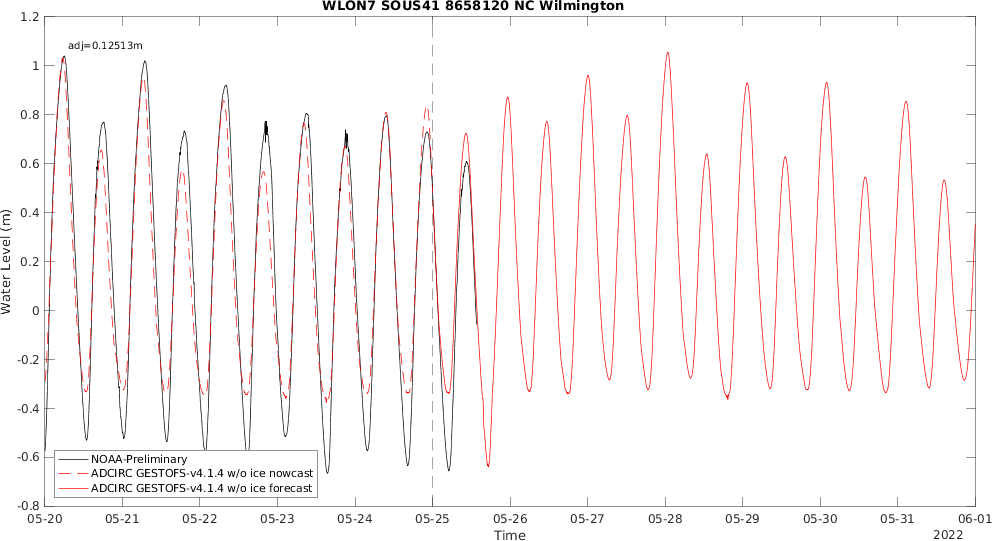 WLON7 SOUS41 8658120 NC Wilmington
adj=0.12513m
1.2
1
0.8
0.6
0.4
0.2
0
-0.2
-0.4
-0.6
-0.8
Water Level (m)
NOAA-Preliminary
ADCIRC GESTOFS-v4.1.4 w/o ice nowcast
ADCIRC GESTOFS-v4.1.4 w/o ice forecast
05-20 05-21 05-22 05-23 05-24 05-25 05-26 05-27 05-28 05-29 05-30 05-31 06-01
Time
2022